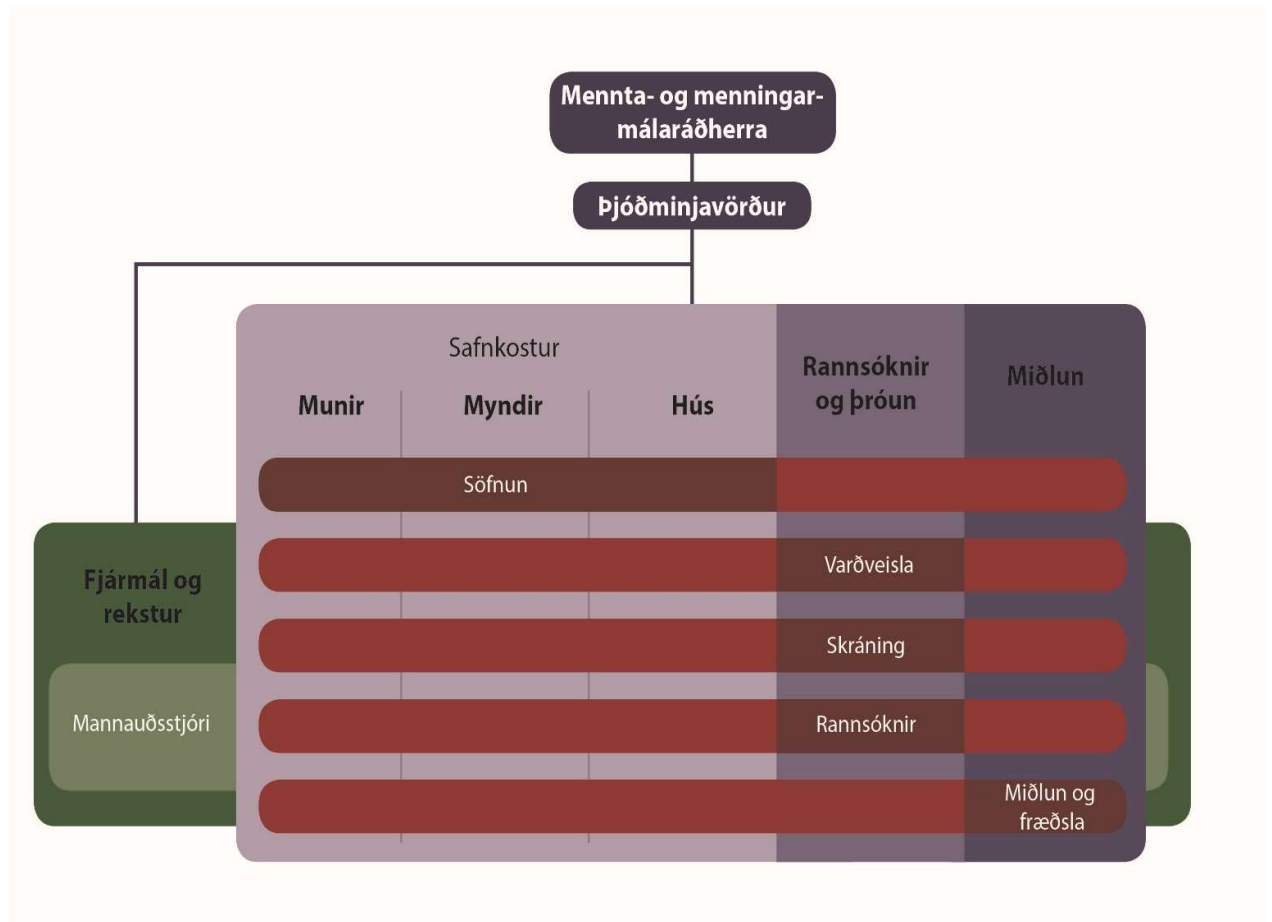 Mennta- og menningar-
málaráðherra
Þjóðminjavörður
Safnkostur
Munir
Myndir
Hús
Rannsóknir
og þróun
Miðlun
Söfnun
Varðveisla
Skráning
Rannsóknir
Miðlun og
fræðsla
Fjármál og
rekstur
Mannauðsstjóri